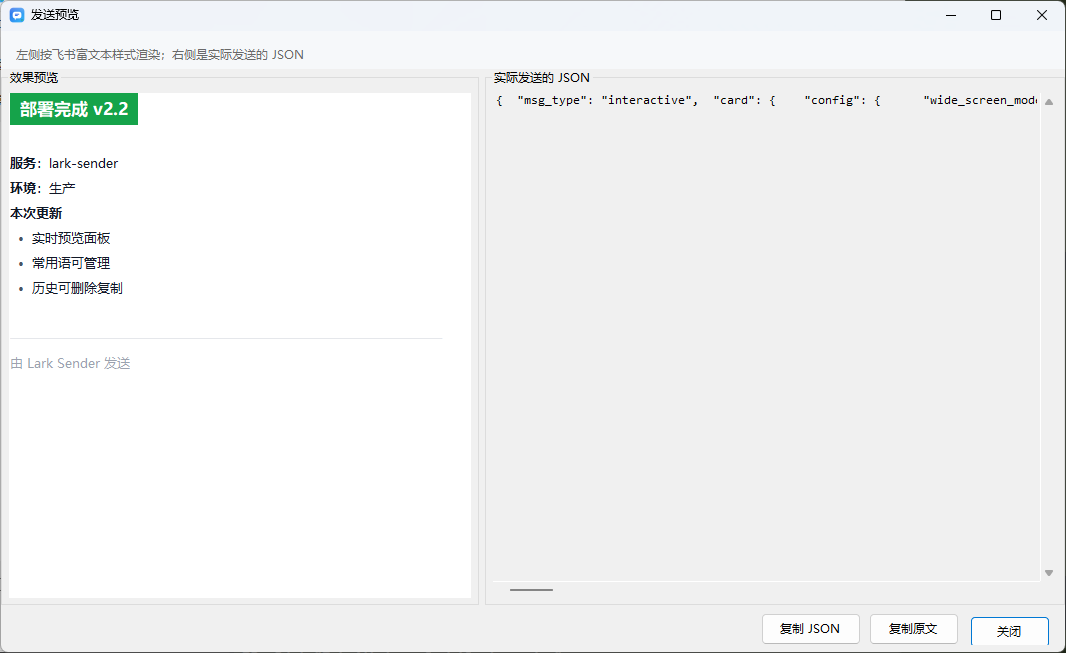 发送预览
左侧按飞书富文本样式渲染；右侧是实际发送的 JSON
效果预览
部署完成 v2.2
服务：lark-sender
环境：生产
本次更新
• 实时预览面板
• 常用语可管理
• 历史可删除复制
由 Lark Sender 发送
实际发送的 JSON
{  "msg_type": "interactive",  "card": {    "config": {      "wide_screen_mod
复制 JSON
复制原文
关闭